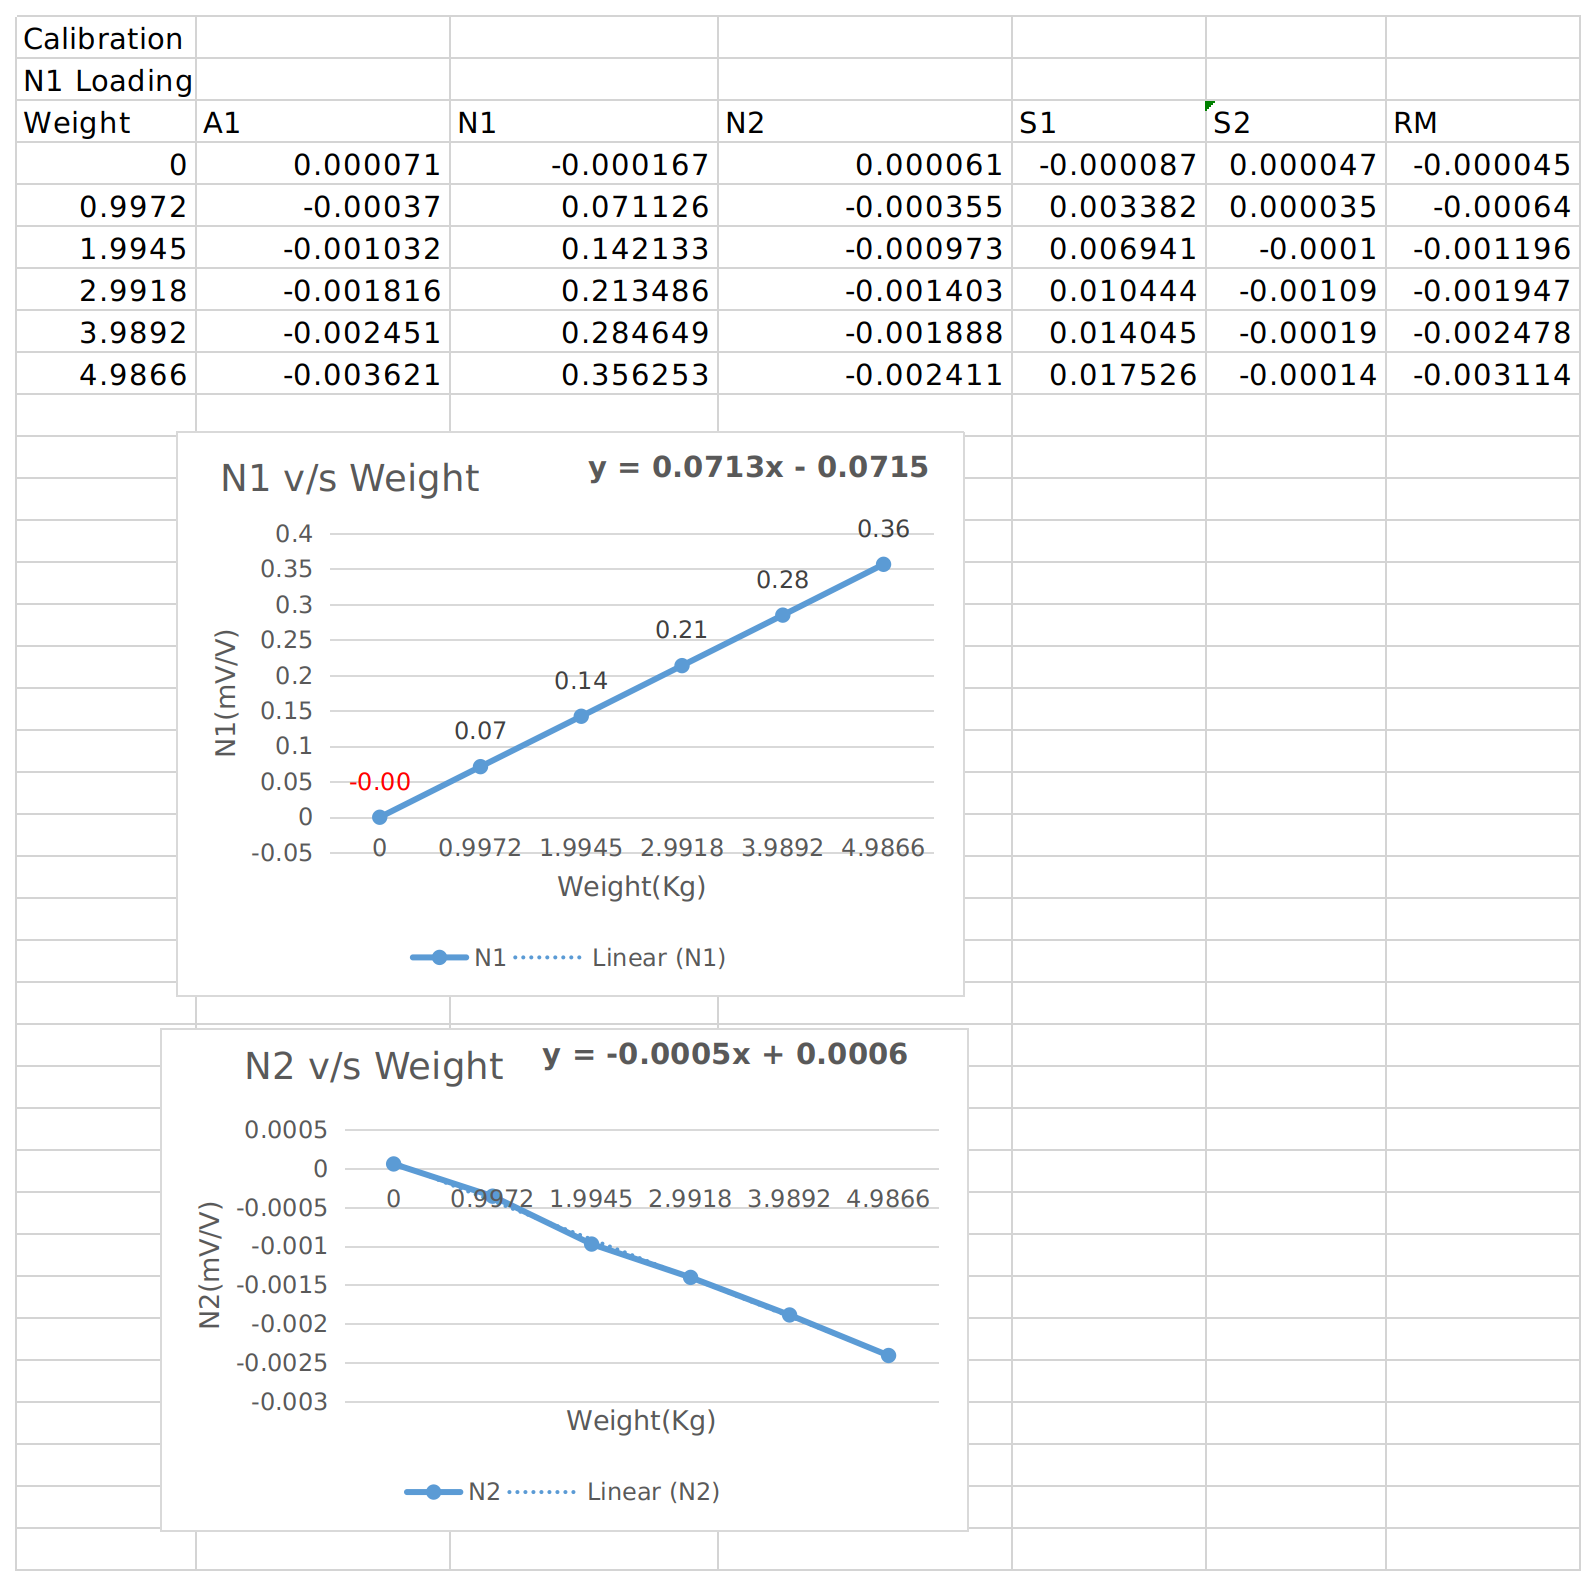 Calibration
N1 Loading
Weight A1 N1 N2 S1 S2 RM
0 0.000071 -0.000167 0.000061 -0.000087 0.000047 -0.000045
0.9972 -0.00037 0.071126 -0.000355 0.003382 0.000035 -0.00064
1.9945 -0.001032 0.142133 -0.000973 0.006941 -0.0001 -0.001196
2.9918 -0.001816 0.213486 -0.001403 0.010444 -0.00109 -0.001947
3.9892 -0.002451 0.284649 -0.001888 0.014045 -0.00019 -0.002478
4.9866 -0.003621 0.356253 -0.002411 0.017526 -0.00014 -0.003114
N1 v/s Weight
y = 0.0713x - 0.0715
0.4
0.35
0.3
0.25
0.2
0.15
0.1
0.05
0
-0.05
N1(mV/V)
-0.00
0.07
0.14
0.21
0.28
0.36
0 0.9972 1.9945 2.9918 3.9892 4.9866
Weight(Kg)
N1 Linear (N1)
N2 v/s Weight
y = -0.0005x + 0.0006
0.0005
0
-0.0005
-0.001
-0.0015
-0.002
-0.0025
-0.003
N2(mV/V)
0 0.9972 1.9945 2.9918 3.9892 4.9866
Weight(Kg)
N2 Linear (N2)